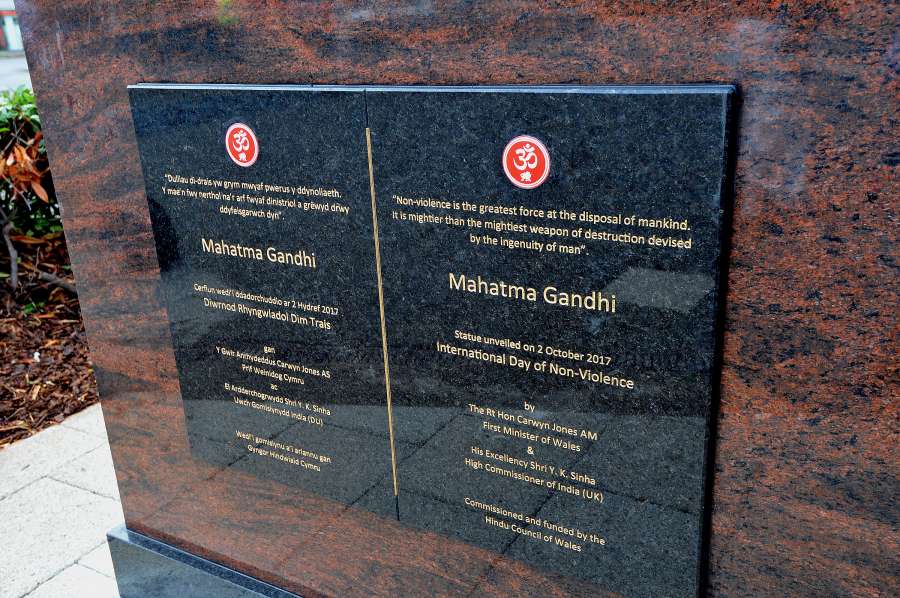 ॐ
"Dulliau di-drais yw grym mwyaf pwerus y ddynoliaeth.
Y mae'n fwy nerthol na'r arf fwyaf dinistriol a grëwyd drwy
ddyfeisgarwch dyn".
Mahatma Gandhi
Cerflun wedi'i ddadorchuddio ar 2 Hydref 2017
Diwrnod Rhyngwladol Dim Trais
gan
Y Gwir Anrhydeddus Carwyn Jones AS
Prif Weinidog Cymru
ac
Ei Ardderchogrwydd Shri Y. K. Sinha
Uwch Gomisiynydd India (DU)
Wedi'i gomisiynu a'i ariannu gan
Gyngor Hindwiaid Cymru
ॐ
"Non-violence is the greatest force at the disposal of mankind.
It is mightier than the mightiest weapon of destruction devised
by the ingenuity of man".
Mahatma Gandhi
Statue unveiled on 2 October 2017
International Day of Non-Violence
by
The Rt Hon Carwyn Jones AM
First Minister of Wales
&
His Excellency Shri Y. K. Sinha
High Commissioner of India (UK)
Commissioned and funded by the
Hindu Council of Wales